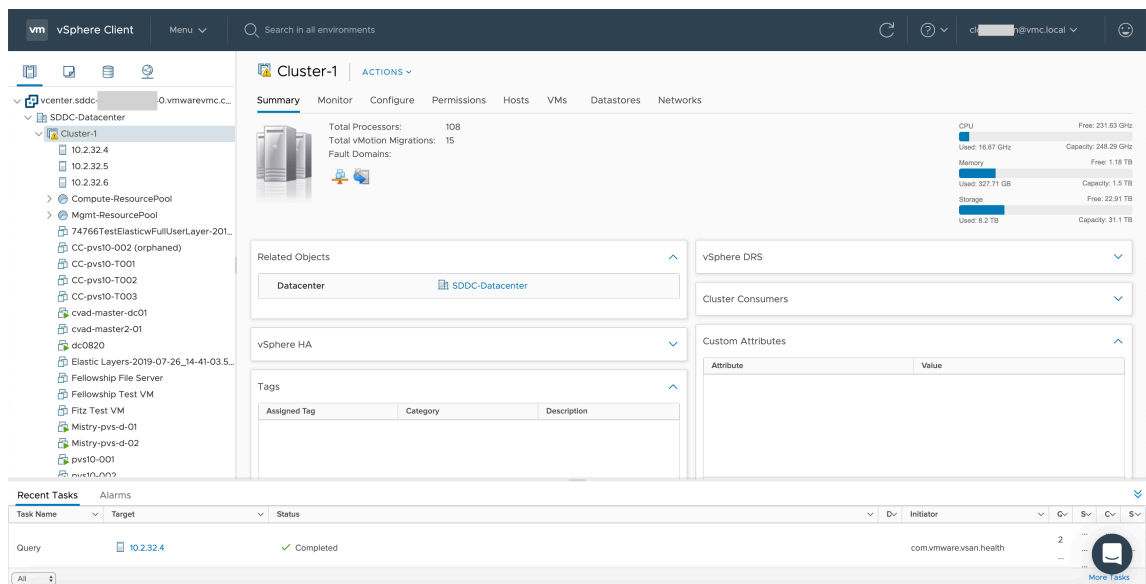 vm vSphere Client Menu Search in all environments cl n@vmc.local
vcenter.sddc- .0.vmwarevmc.c...
SDDC-Datacenter
Cluster-1
10.2.32.4
10.2.32.5
10.2.32.6
Compute-ResourcePool
Mgmt-ResourcePool
74766TestElasticwFullUserLayer-201...
CC-pvs10-002 (orphaned)
CC-pvs10-T001
CC-pvs10-T002
CC-pvs10-T003
cvad-master-dc01
cvad-master2-01
dc0820
Elastic Layers-2019-07-26_14-41-03.5...
Fellowship File Server
Fellowship Test VM
Fitz Test VM
Mistry-pvs-d-01
Mistry-pvs-d-02
pvs10-001
pvs10-002
Cluster-1 ACTIONS
Summary Monitor Configure Permissions Hosts VMs Datastores Networks
Total Processors: 108
Total vMotion Migrations: 15
Fault Domains:
CPU Free: 231.63 GHz
Used: 16.67 GHz Capacity: 248.29 GHz
Memory Free: 1.18 TB
Used: 327.71 GB Capacity: 1.5 TB
Storage Free: 22.91 TB
Used: 8.2 TB Capacity: 31.1 TB
Related Objects
Datacenter SDDC-Datacenter
vSphere HA
Tags
Assigned Tag Category Description
vSphere DRS
Cluster Consumers
Custom Attributes
Attribute Value
Recent Tasks Alarms
Task Name Target Status D Initiator Q S C S
Query 10.2.32.4 Completed com.vmware.vsan.health 2 ...
All More Tasks